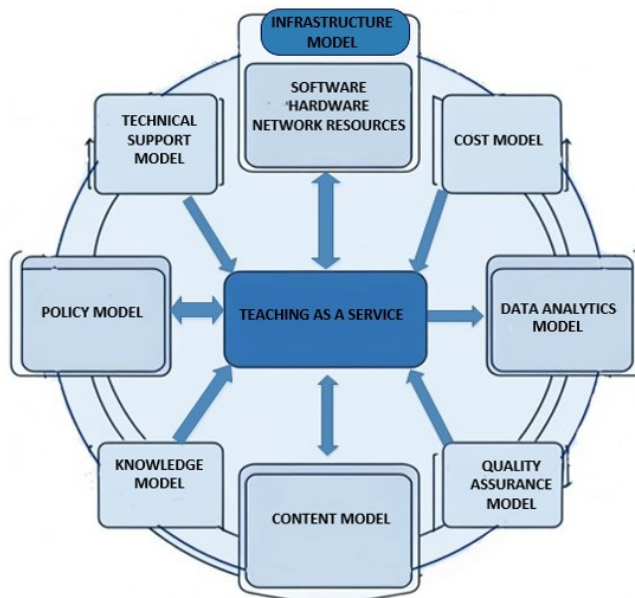 INFRASTRUCTURE
MODEL
SOFTWARE
HARDWARE
NETWORK RESOURCES
TECHNICAL
SUPPORT
MODEL
COST MODEL
POLICY MODEL
TEACHING AS A SERVICE
DATA ANALYTICS
MODEL
KNOWLEDGE
MODEL
CONTENT MODEL
QUALITY
ASSURANCE
MODEL